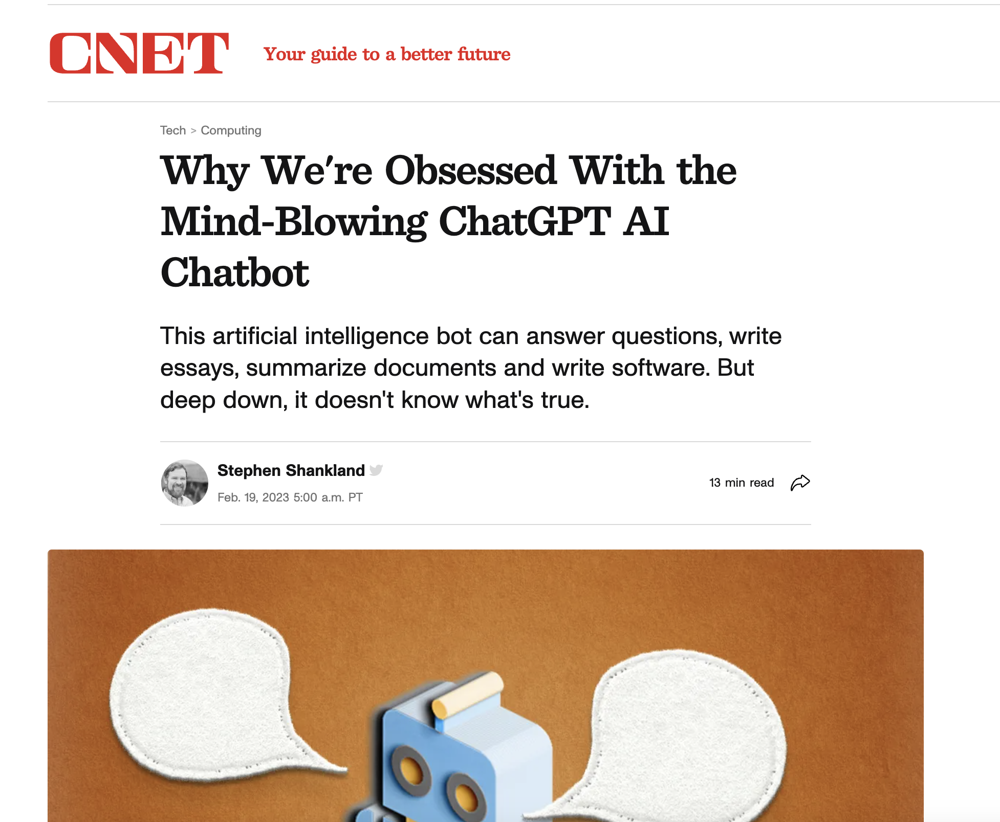 CNET
Your guide to a better future
Tech > Computing
Why We're Obsessed With the
Mind-Blowing ChatGPT AI
Chatbot
This artificial intelligence bot can answer questions, write
essays, summarize documents and write software. But
deep down, it doesn't know what's true.
Stephen Shankland
Feb. 19, 2023 5:00 a.m. PT
13 min read